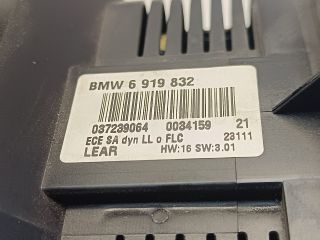 BMW 6 919 832
037239064 0034159 21
ECE SA dyn LL o FLC 23111
LEAR HW:16 SW:3.01